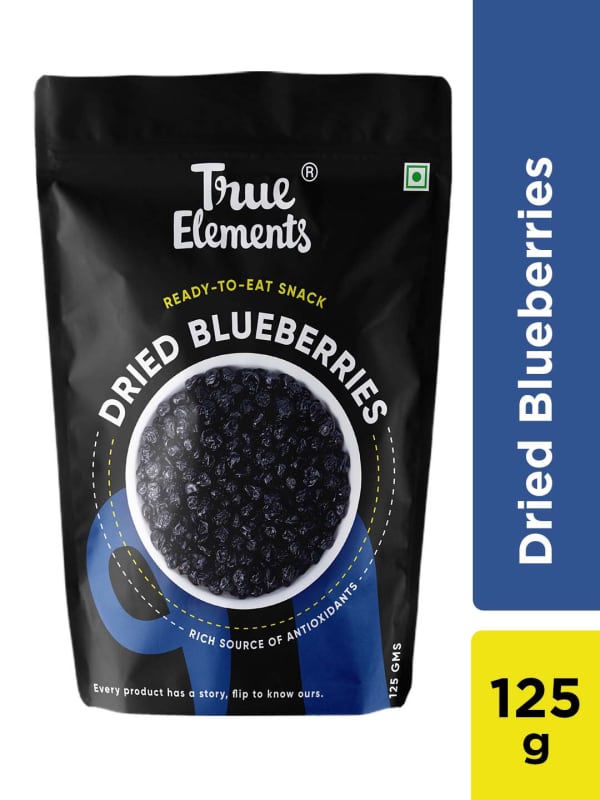 True ®
Elements
READY-TO-EAT SNACK
DRIED BLUEBERRIES
RICH SOURCE OF ANTIOXIDANTS
Every product has a story, flip to know ours.
125 GMS
Dried Blueberries
125
g